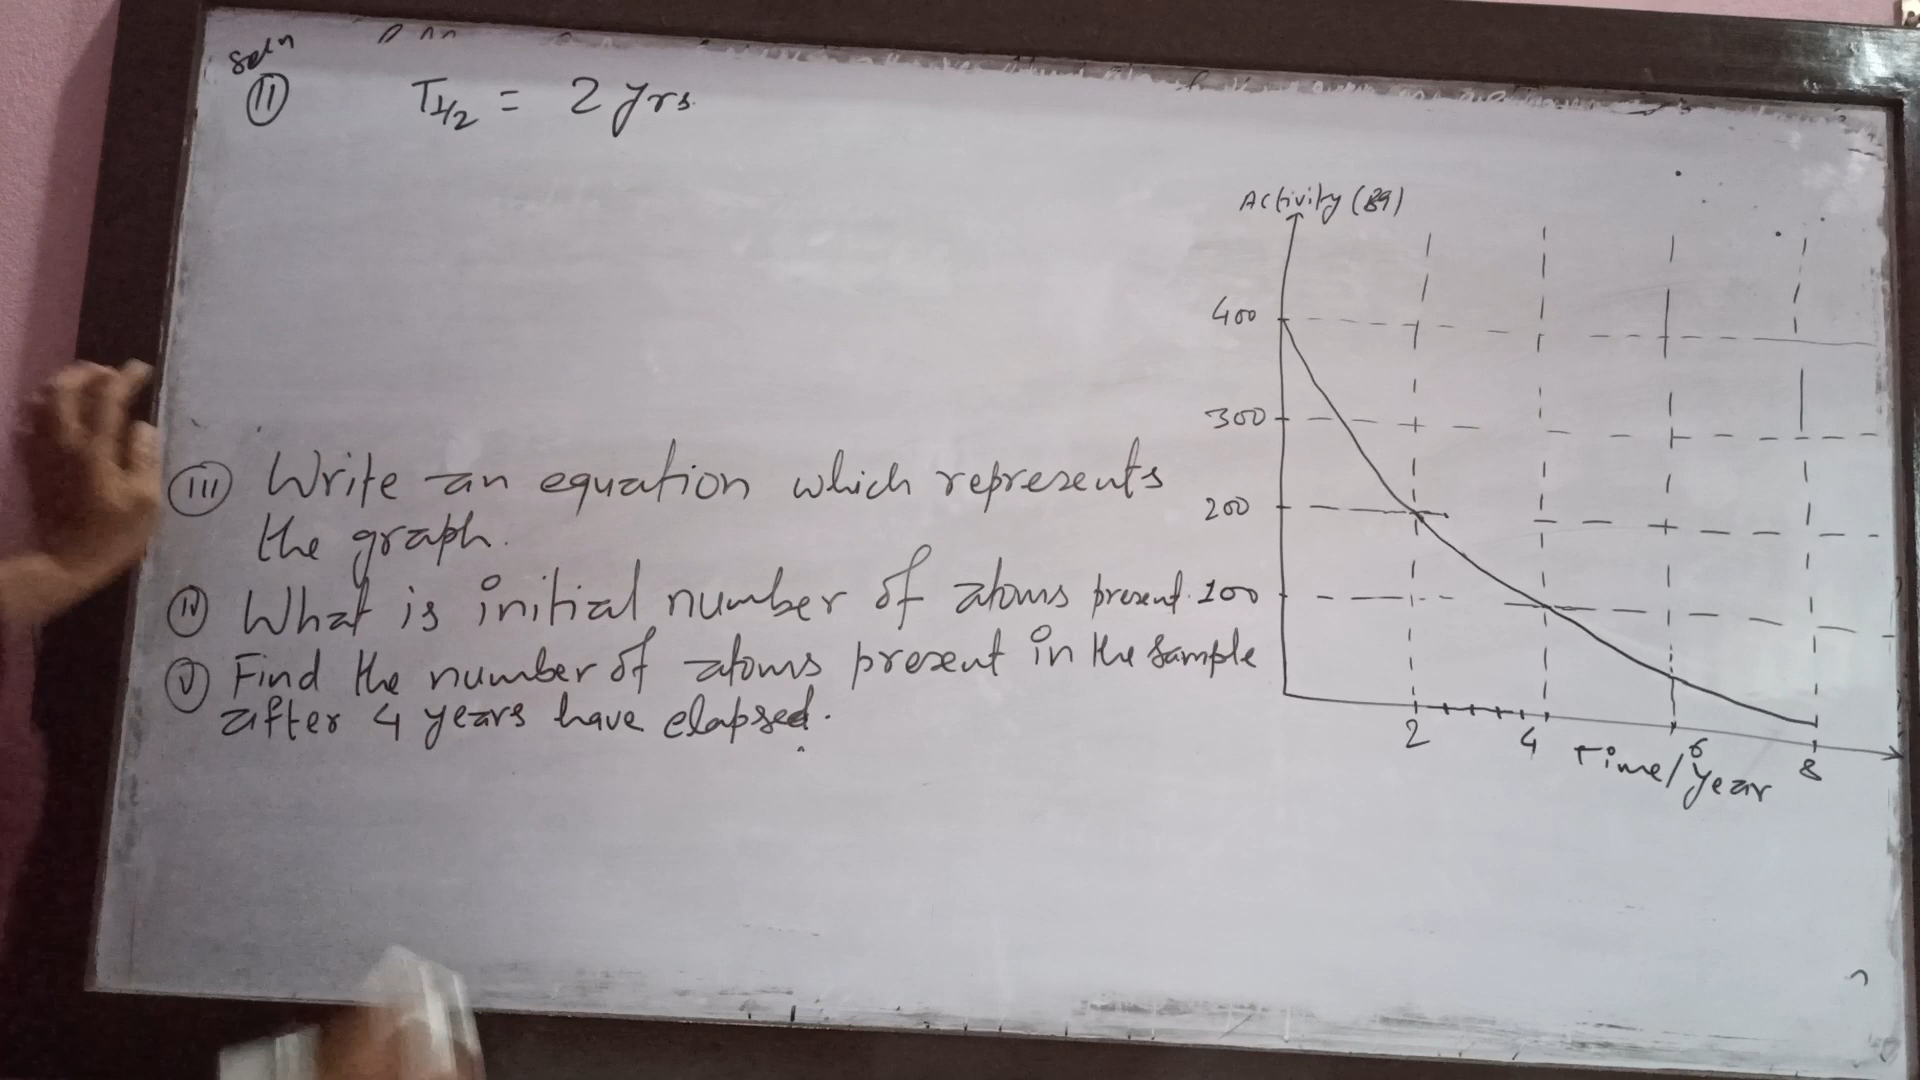 Solⁿ
(ii) T1/2 = 2 yrs.
Activity (Bq)
400
300
200
100
2 4 6 8
Time/year
(iii) Write an equation which represents
the graph.
(iv) What is initial number of atoms present.
(v) Find the number of atoms present in the sample
after 4 years have elapsed.